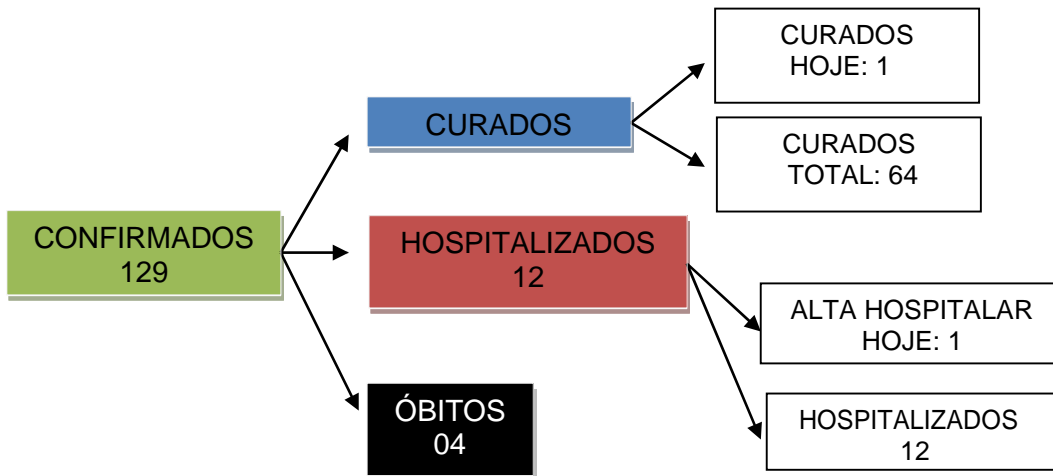 CURADOS
HOJE: 1
CURADOS
CURADOS
TOTAL: 64
CONFIRMADOS
129
HOSPITALIZADOS
12
ALTA HOSPITALAR
HOJE: 1
ÓBITOS
04
HOSPITALIZADOS
12